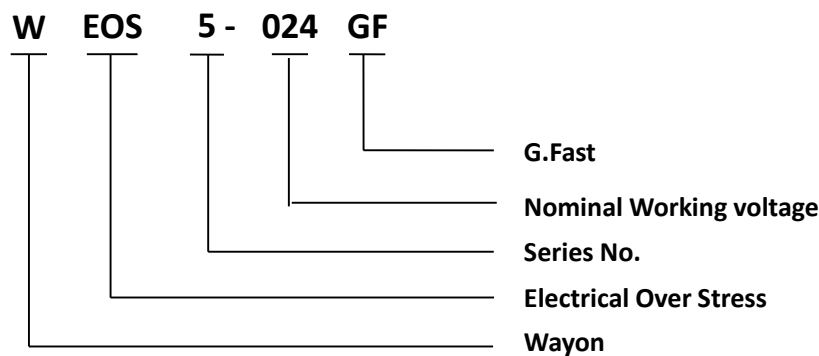 W EOS 5 - 024 GF
G.Fast
Nominal Working voltage
Series No.
Electrical Over Stress
Wayon